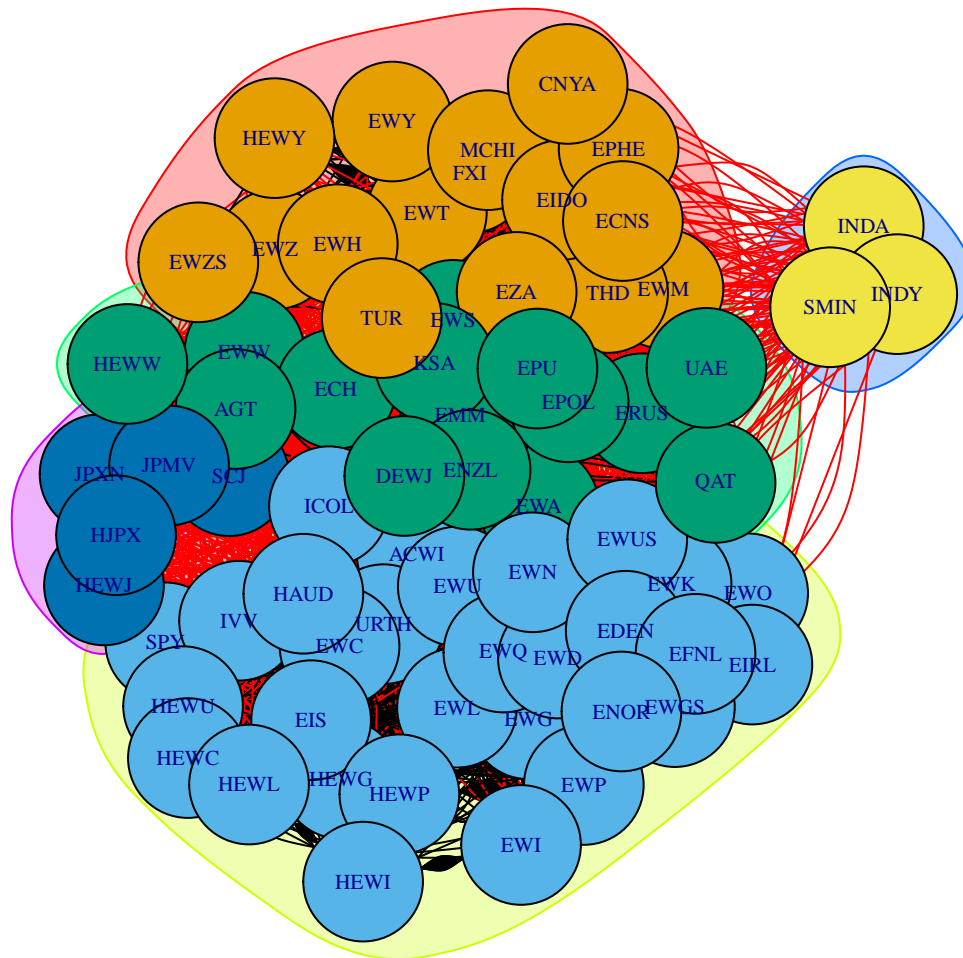 CNYA
HEWY
EWY
MCHI
EPHE
FXI
EIDO
EWT
ECNS
INDA
EWZS
EWZ
EWH
EZA
THD
EWM
INDY
SMIN
TUR
EWS
HEWW
EWW
ECH
KSA
EPU
UAE
AGT
EMM
EPOL
ERUS
JPXN
JPMV
SCJ
DEWJ
ENZL
QAT
ICOL
EWA
HJPX
EWUS
ACWI
HEWJ
HAUD
EWU
EWN
EWK
EWO
SPY
IVV
URTH
EWC
EWQ
EWD
EDEN
EFNL
EIRL
HEWU
EIS
EWL
EWG
ENOR
EWGS
HEWC
HEWL
HEWG
HEWP
EWP
HEWI
EWI